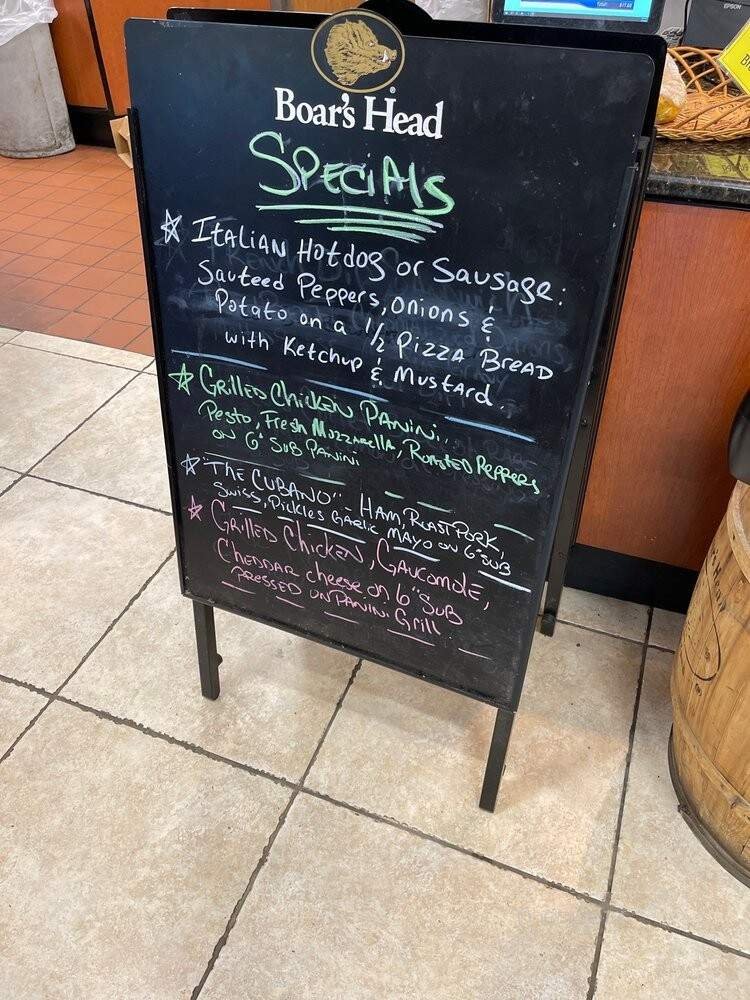 EPSON
Boar's Head®
SPECIAlS
ITALIAN Hotdog or Sausage:
Sauteed Peppers, onions &
Potato on a 1/2 Pizza BREAD
with Ketchup & Mustard.
GRilled Chicken Panini..
Pesto, Fresh Mozzarella, Roasted Peppers
on 6" Sub Panini
"The CUBANO" - HAM, Roast Pork,
Swiss, Pickles Garlic Mayo on 6" sub
GRilled Chicken, Gaucomole,
Cheddar cheese on 6" Sub
PRESSED on Panini Grill.